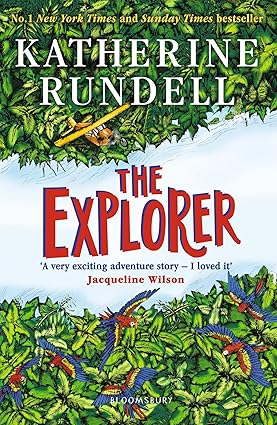 No.1 New York Times and Sunday Times bestseller
KATHERINE
RUNDELL
THE
EXPLORER
‘A very exciting adventure story – I loved it’
Jacqueline Wilson
BLOOMSBURY